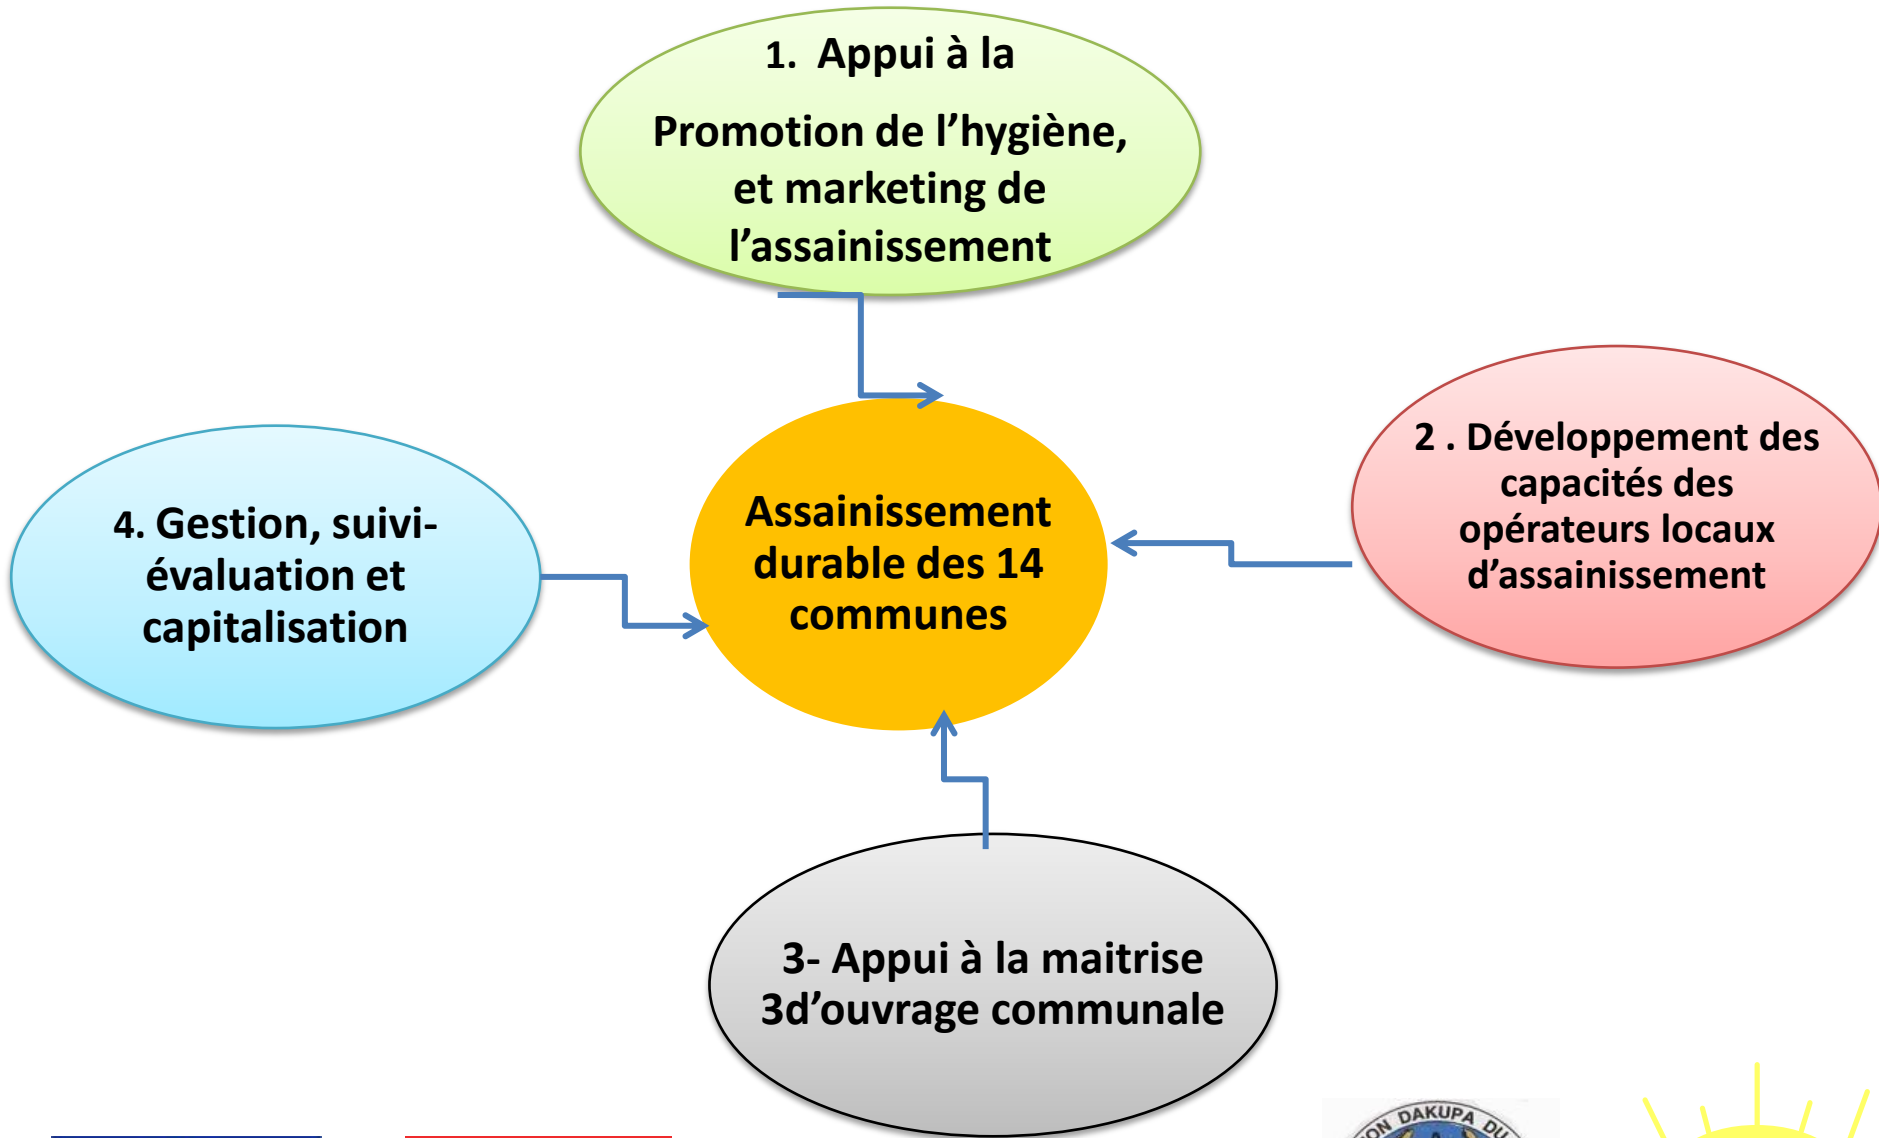 1. Appui à la
Promotion de l’hygiène,
et marketing de
l’assainissement
2 . Développement des
capacités des
opérateurs locaux
d’assainissement
Assainissement
durable des 14
communes
4. Gestion, suivi-
évaluation et
capitalisation
3- Appui à la maitrise
3d’ouvrage communale
DAKUPA